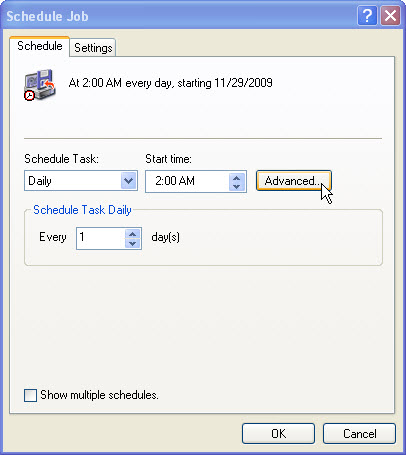 Schedule Job
Schedule Settings
At 2:00 AM every day, starting 11/29/2009
Schedule Task: Start time:
Daily 2:00 AM Advanced...
Schedule Task Daily
Every 1 day(s)
Show multiple schedules.
OK Cancel